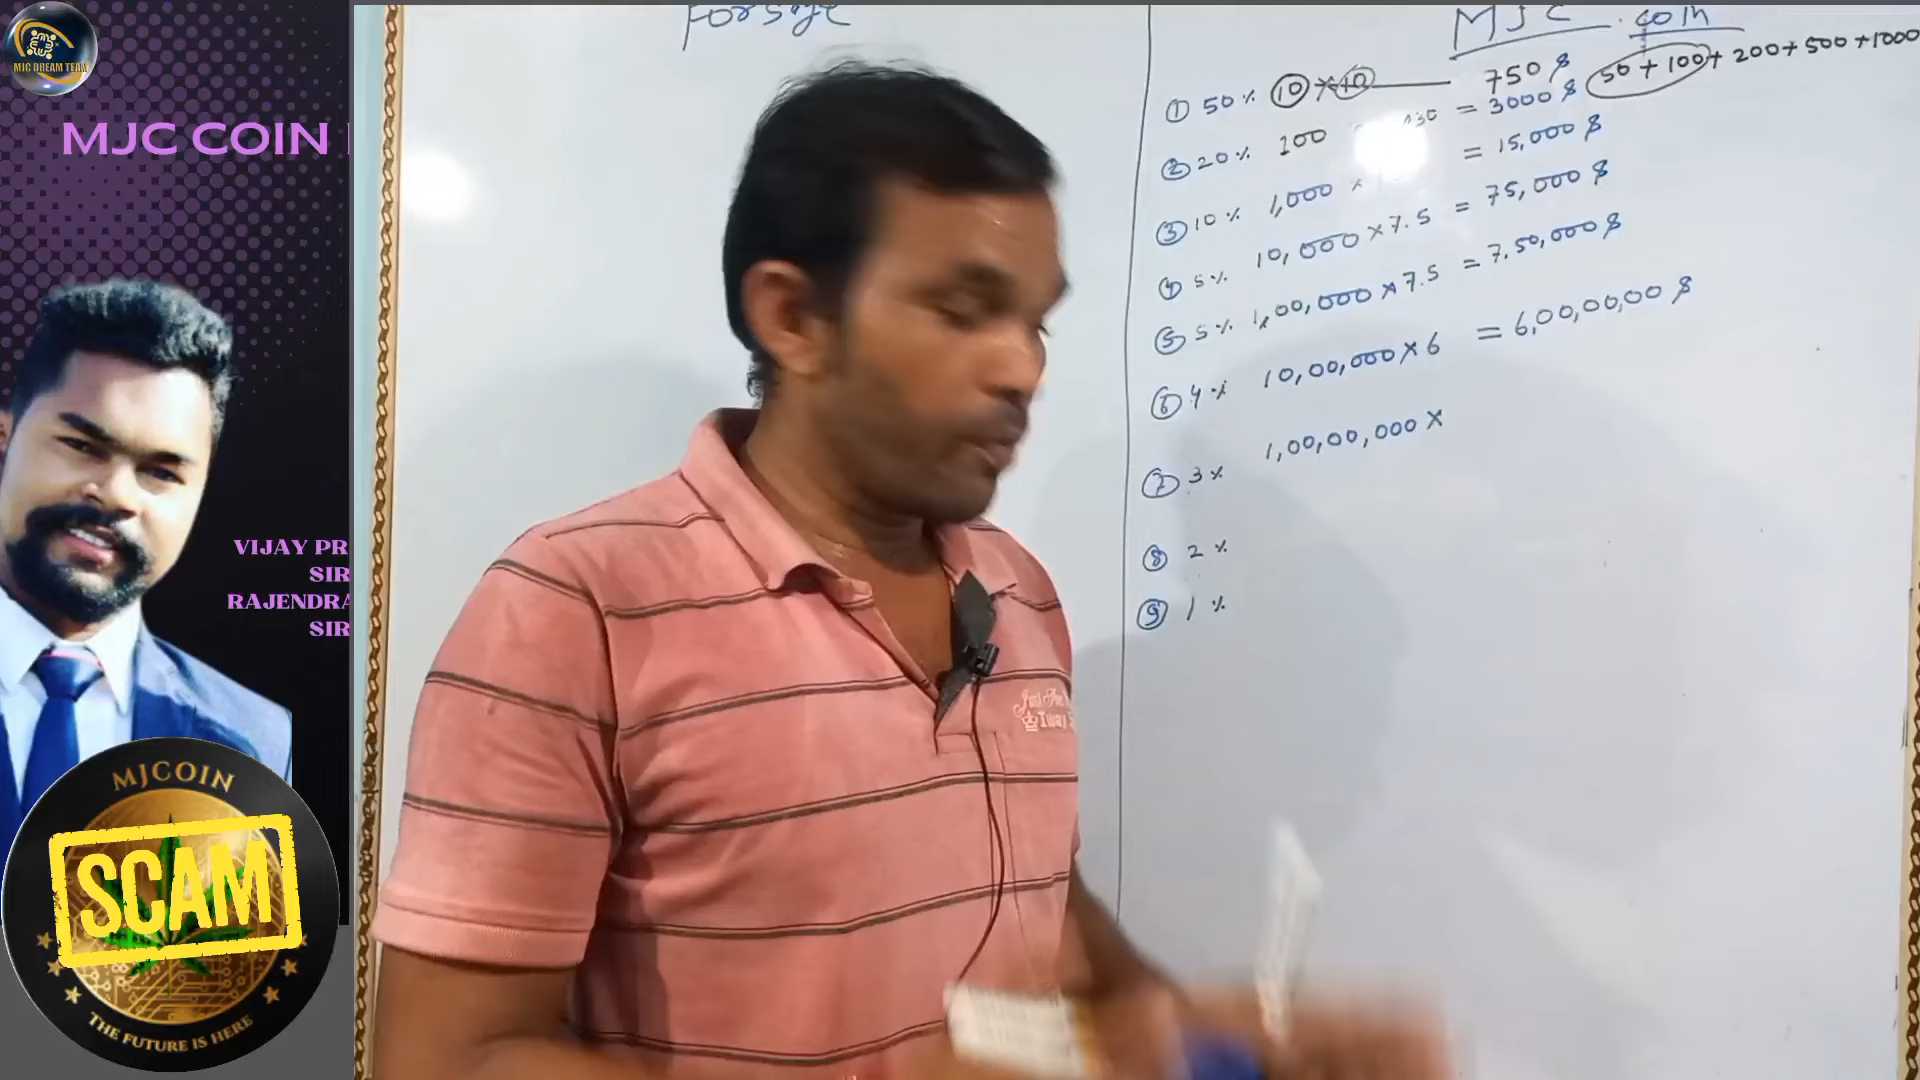 MJC DREAM TEAM
MJC COIN
VIJAY PR
SIR
RAJENDRA
SIR
MJCOIN
SCAM
THE FUTURE IS HERE
Forsage
MJC.coin
50+100+200+500+1000
① 50% 10×10 750$
② 20% 100 = 3000$
③ 10% 1,000 × = 15,000$
④ 5% 10,000×7.5 = 75,000$
⑤ 5% 1,00,000×7.5 = 7,50,000$
⑥ 4% 10,00,000×6 = 6,00,00,00$
⑦ 3% 1,00,00,000×
⑧ 2%
⑨ 1%